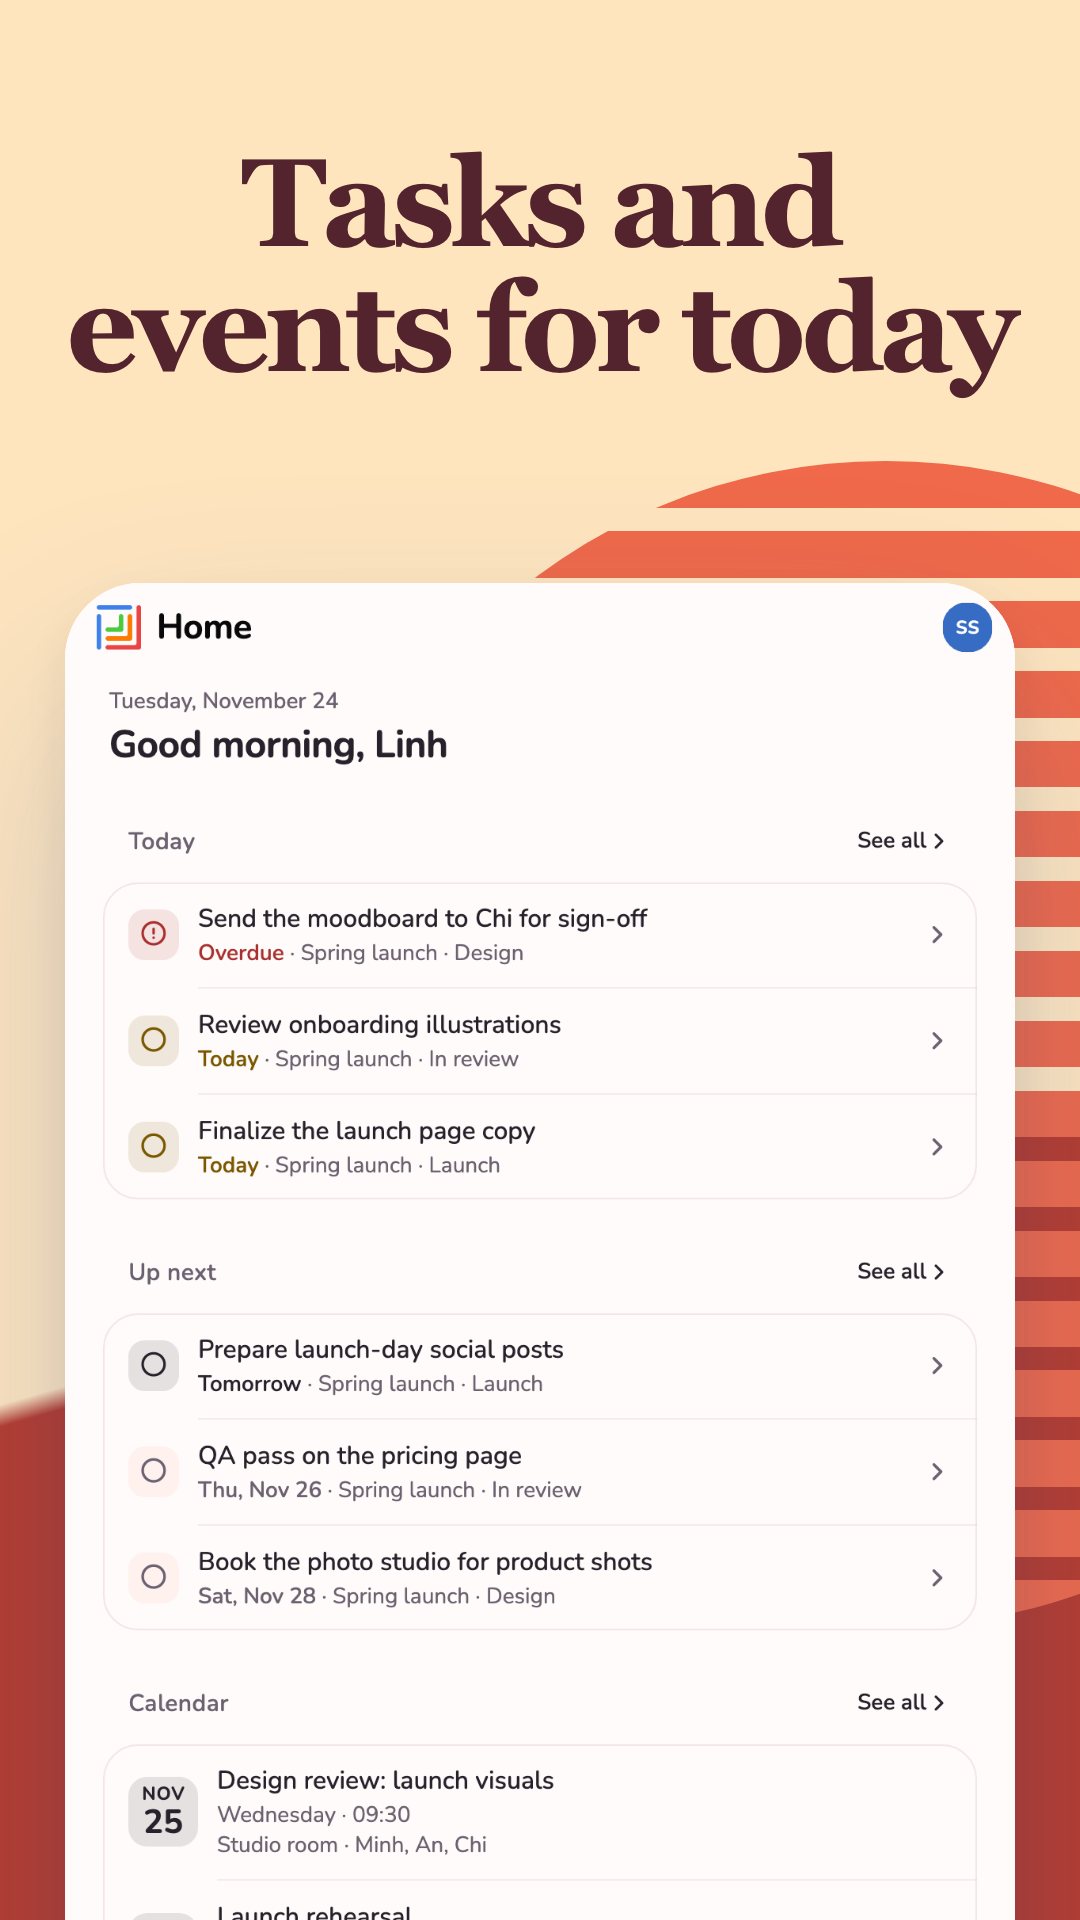 Tasks and
events for today
Home
SS
Tuesday, November 24
Good morning, Linh
Today
See all
Send the moodboard to Chi for sign-off
Overdue · Spring launch · Design
Review onboarding illustrations
Today · Spring launch · In review
Finalize the launch page copy
Today · Spring launch · Launch
Up next
See all
Prepare launch-day social posts
Tomorrow · Spring launch · Launch
QA pass on the pricing page
Thu, Nov 26 · Spring launch · In review
Book the photo studio for product shots
Sat, Nov 28 · Spring launch · Design
Calendar
See all
NOV
25
Design review: launch visuals
Wednesday · 09:30
Studio room · Minh, An, Chi
Launch rehearsal